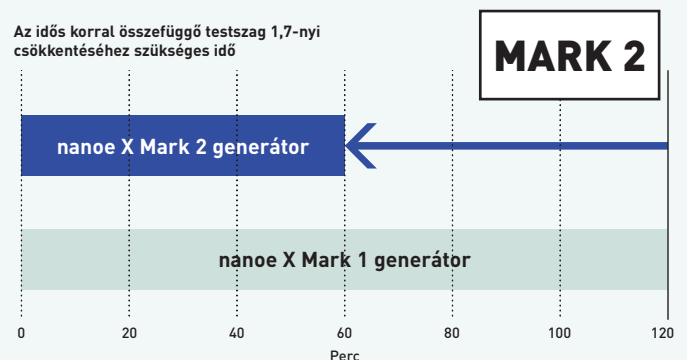 Az idős korral összefüggő testszag 1,7-nyi
csökkentéséhez szükséges idő
MARK 2
nanoe X Mark 2 generátor
nanoe X Mark 1 generátor
0 20 40 60 80 100 120
Perc